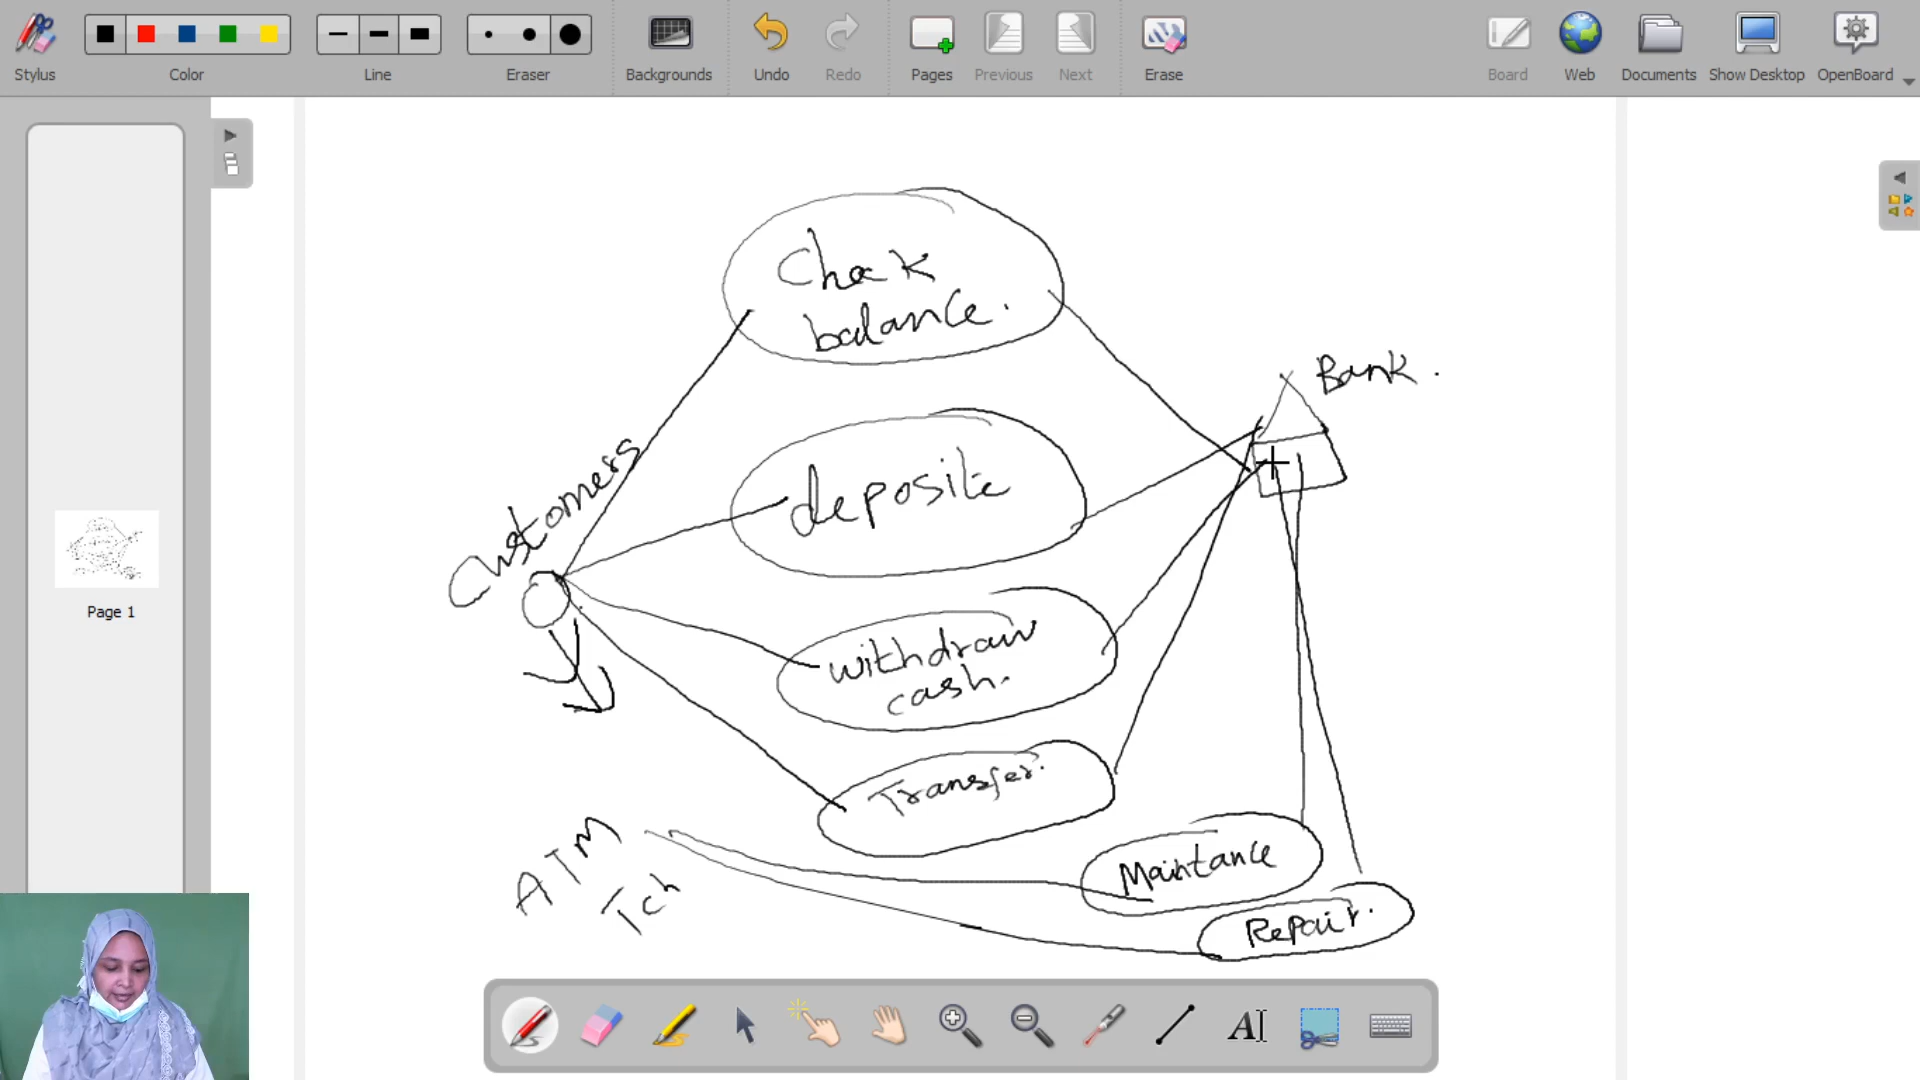 Stylus
Color
Line
Eraser
Backgrounds
Undo
Redo
Pages
Previous
Next
Erase
Board
Web
Documents
Show Desktop
OpenBoard
Page 1
Check
balance.
Bank.
Customers
deposite
withdraw
cash.
Transfer.
ATM
Tch
Maintance
Repair.